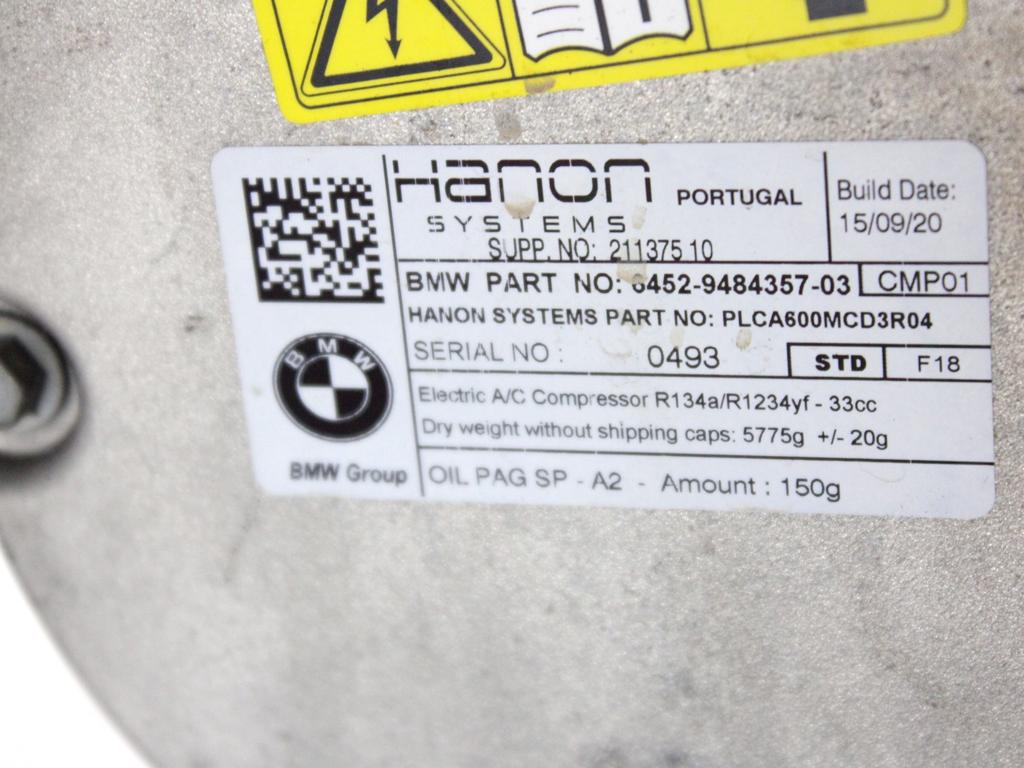 Hanon
SYSTEMS
PORTUGAL
Build Date:
15/09/20
SUPP. NO: 211375 10
BMW PART NO: 6452-9484357-03
CMP01
HANON SYSTEMS PART NO: PLCA600MCD3R04
SERIAL NO : 0493
STD
F18
Electric A/C Compressor R134a/R1234yf - 33cc
Dry weight without shipping caps: 5775g +/- 20g
OIL PAG SP - A2 - Amount : 150g
BMW
BMW Group